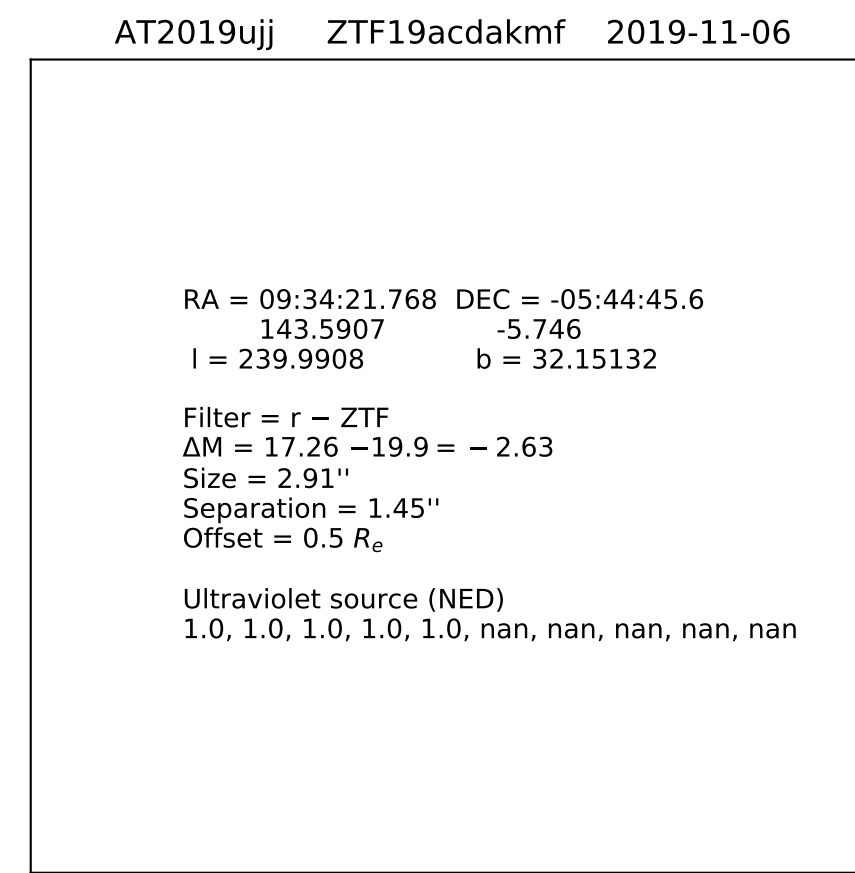 AT2019ujj ZTF19acdakmf 2019-11-06
RA = 09:34:21.768 DEC = -05:44:45.6
143.5907 -5.746
l = 239.9908 b = 32.15132
Filter = r − ZTF
ΔM = 17.26 −19.9 = − 2.63
Size = 2.91''
Separation = 1.45''
Offset = 0.5 Re
Ultraviolet source (NED)
1.0, 1.0, 1.0, 1.0, 1.0, nan, nan, nan, nan, nan